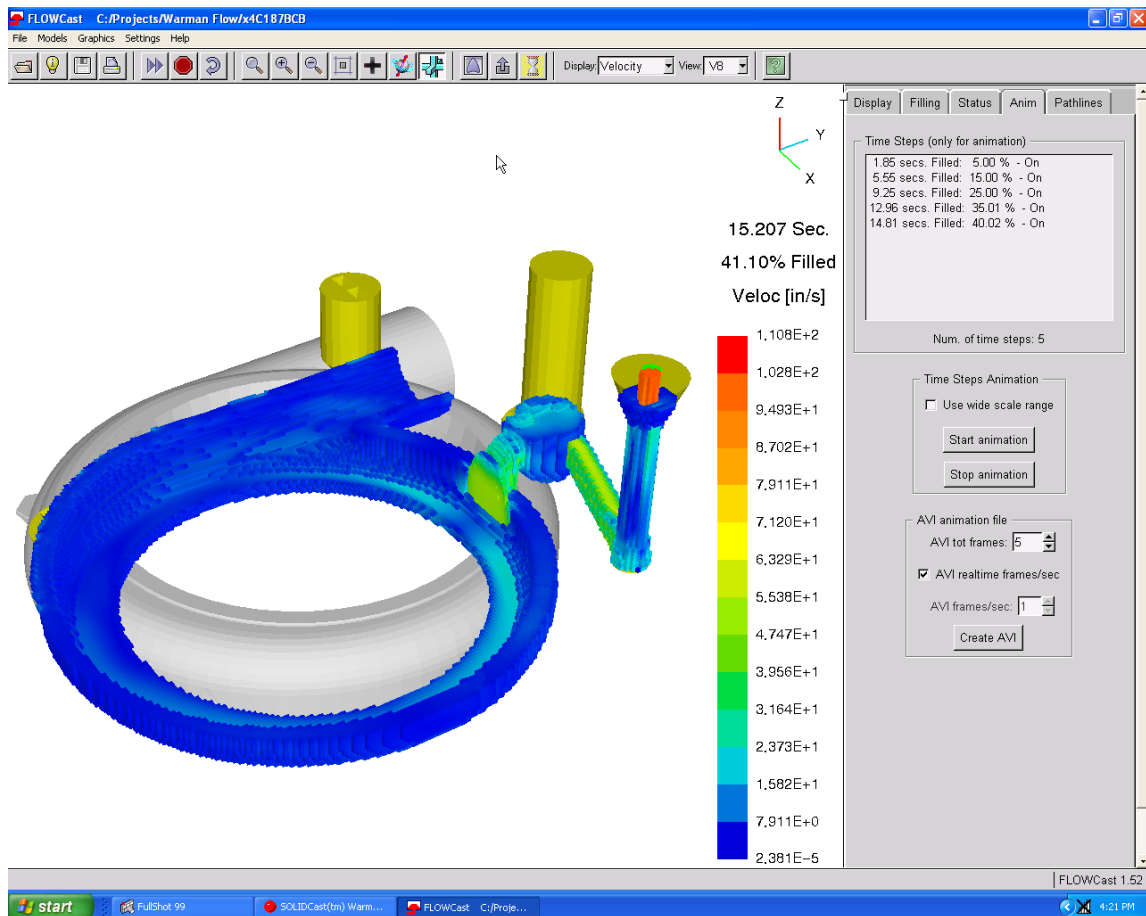 FLOWCast C:/Projects/Warman Flow/x4C187BCB
File Models Graphics Settings Help
Display: Velocity View: V8
Display Filling Status Anim Pathlines
Time Steps (only for animation)
1.85 secs. Filled: 5.00 % - On
5.55 secs. Filled: 15.00 % - On
9.25 secs. Filled: 25.00 % - On
12.96 secs. Filled: 35.01 % - On
14.81 secs. Filled: 40.02 % - On
Num. of time steps: 5
Time Steps Animation
Use wide scale range
Start animation
Stop animation
AVI animation file
AVI tot frames: 5
AVI realtime frames/sec
AVI frames/sec: 1
Create AVI
Z
Y
X
15.207 Sec.
41.10% Filled
Veloc [in/s]
1.108E+2
1.028E+2
9.493E+1
8.702E+1
7.911E+1
7.120E+1
6.329E+1
5.538E+1
4.747E+1
3.956E+1
3.164E+1
2.373E+1
1.582E+1
7.911E+0
2.381E-5
FLOWCast 1.52
start FullShot 99 SOLIDCast(tm) Warm... FLOWCast C:/Proje... 4:21 PM